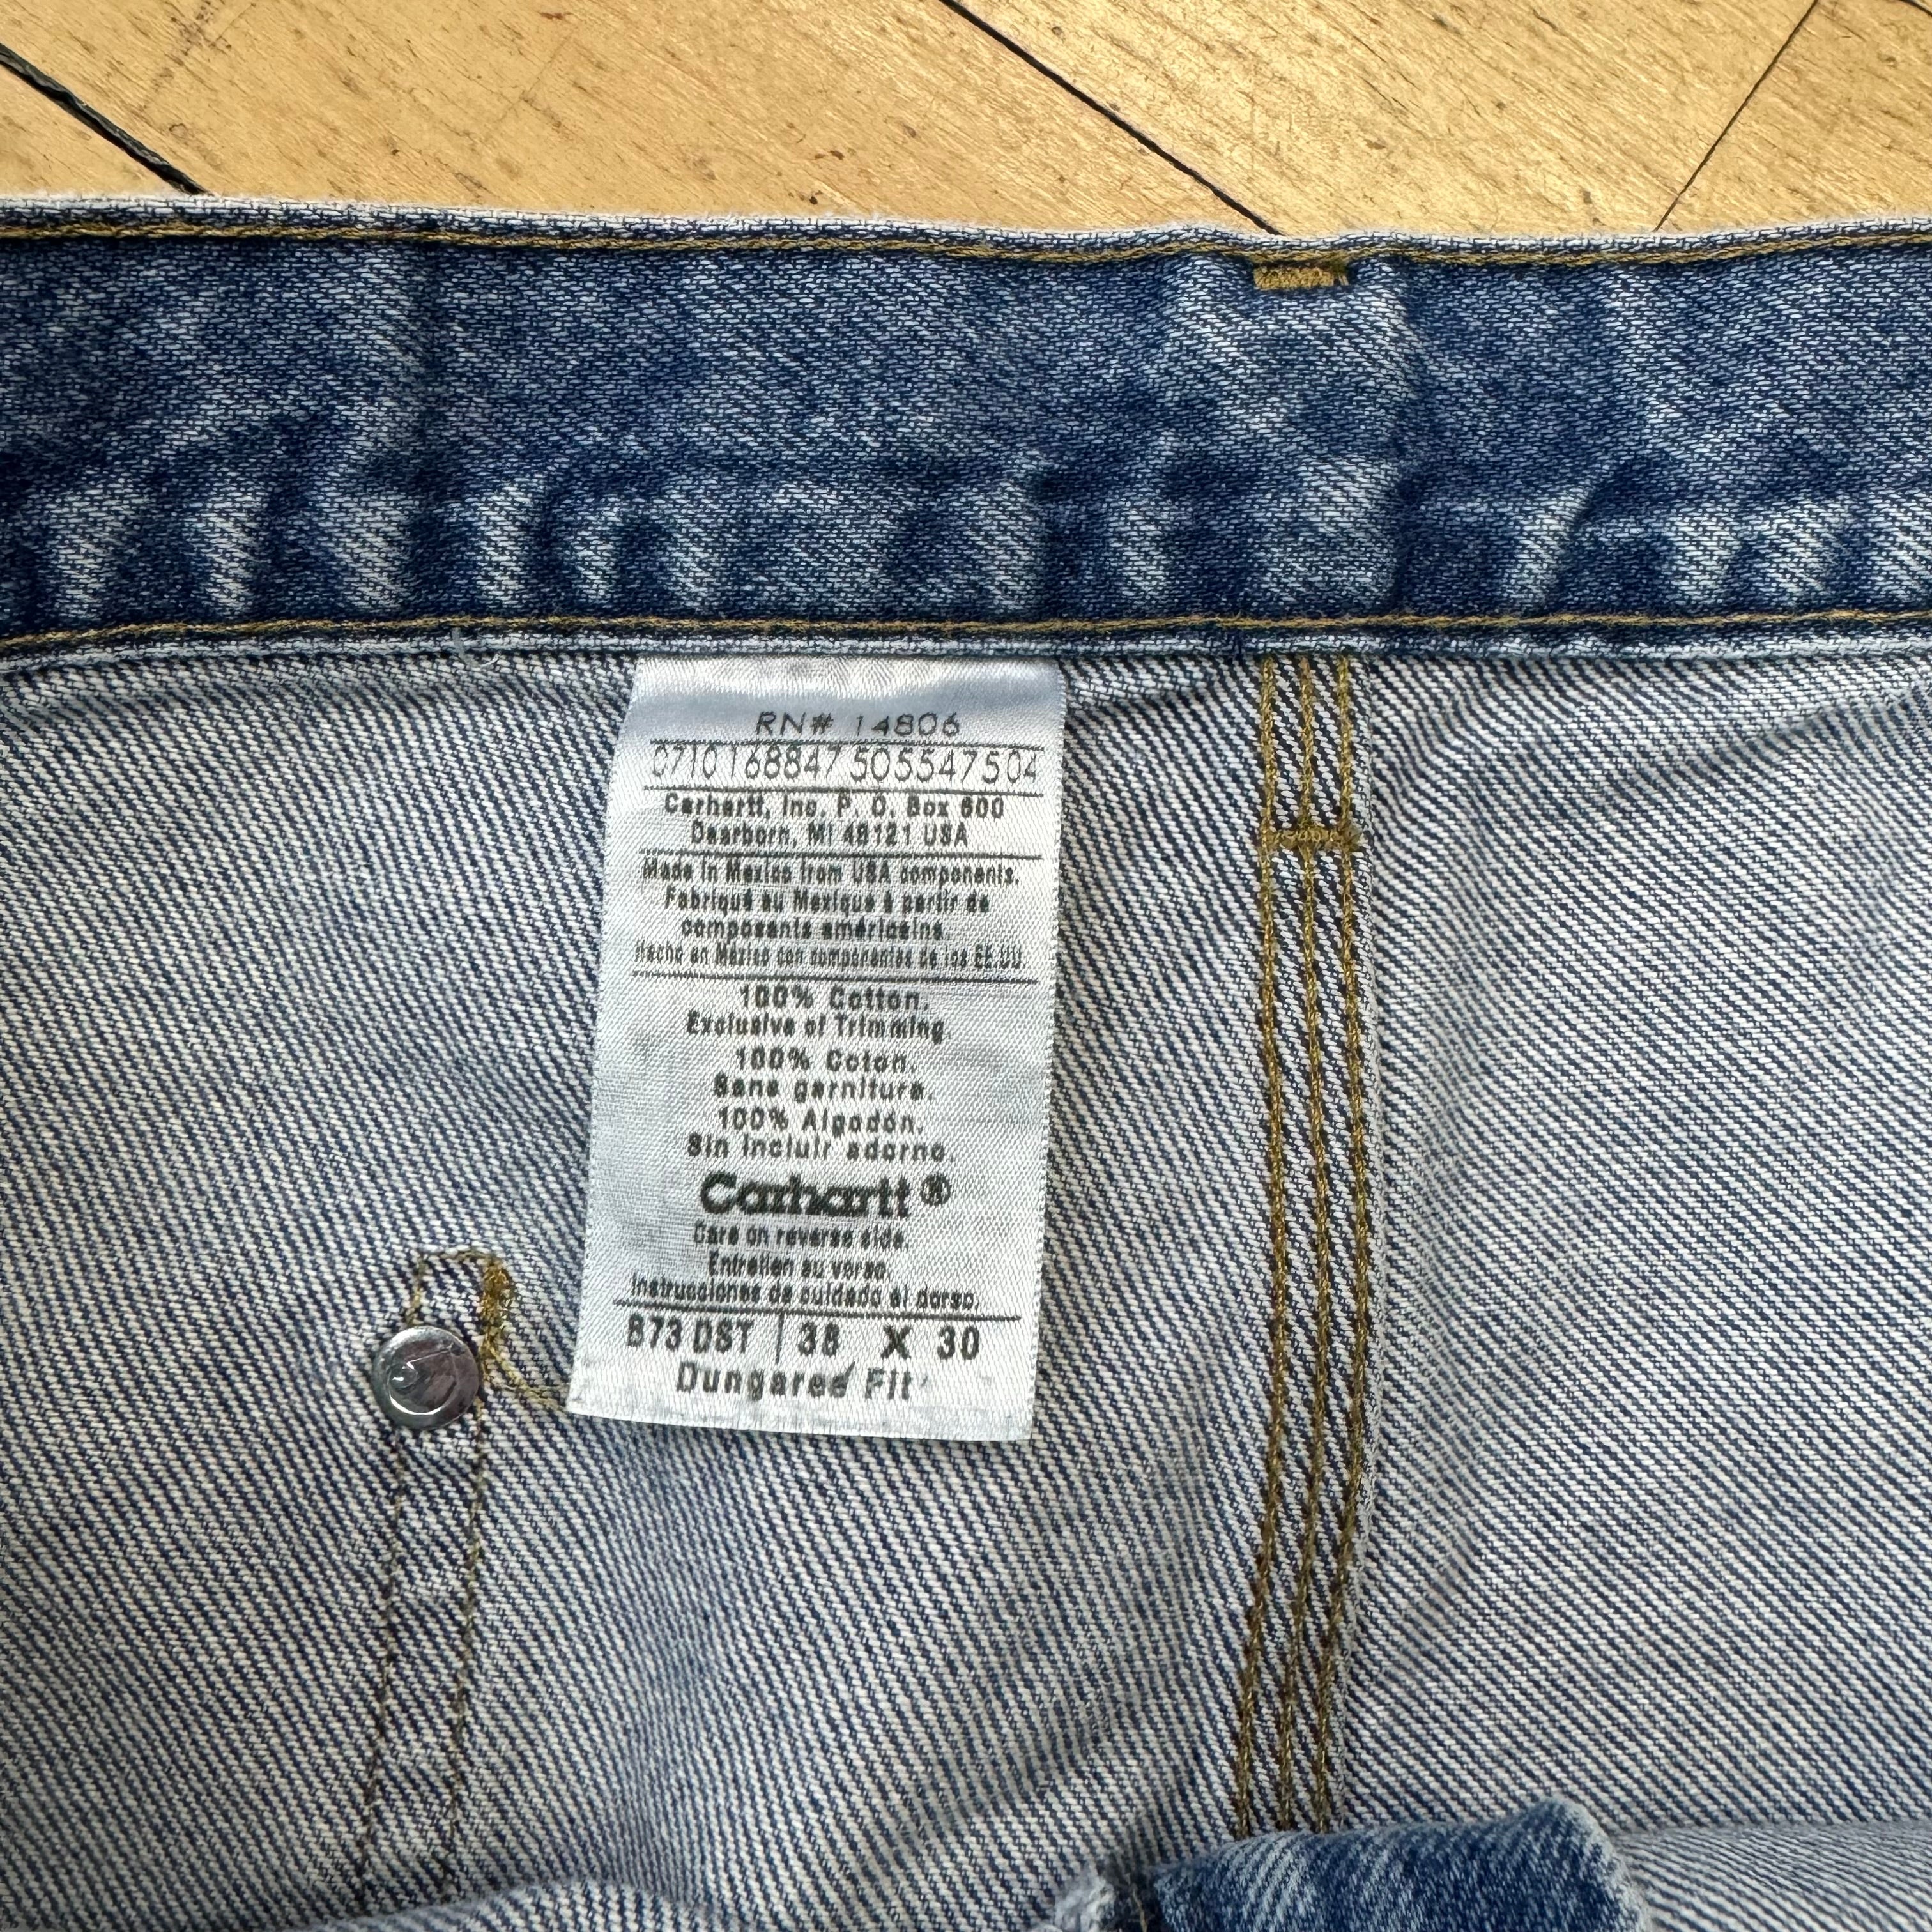 RN# 14806
0710168847505547504
Carhartt, Inc. P. O. Box 600
Dearborn, MI 48121 USA
Made in Mexico from USA components.
Fabriqué au Mexique à partir de
composants américains.
Hecho en México con componentes de los EE.UU.
100% Cotton.
Exclusive of Trimming
100% Coton.
Sans garniture.
100% Algodón.
Sin incluir adorno.
Carhartt®
Care on reverse side.
Entretien au verso.
Instrucciones de cuidado al dorso.
B73 DST | 38 X 30
Dungaree Fit